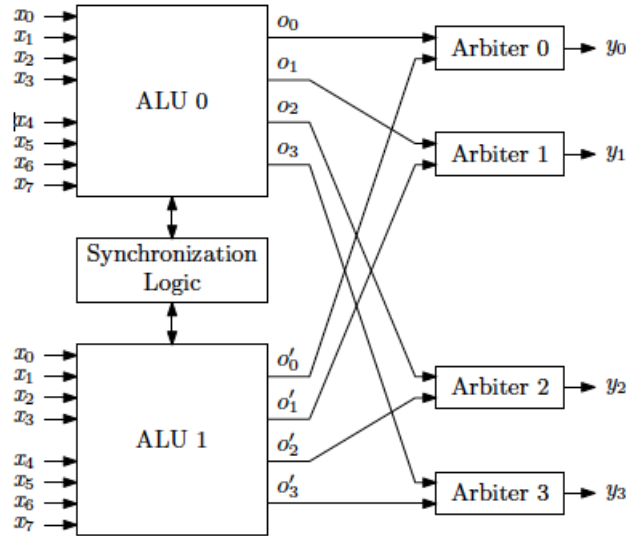 x₀
x₁
x₂
x₃
x₄
x₅
x₆
x₇
ALU 0
o₀
o₁
o₂
o₃
Arbiter 0
y₀
Arbiter 1
y₁
Synchronization
Logic
x₀
x₁
x₂
x₃
x₄
x₅
x₆
x₇
ALU 1
o′₀
o′₁
o′₂
o′₃
Arbiter 2
y₂
Arbiter 3
y₃